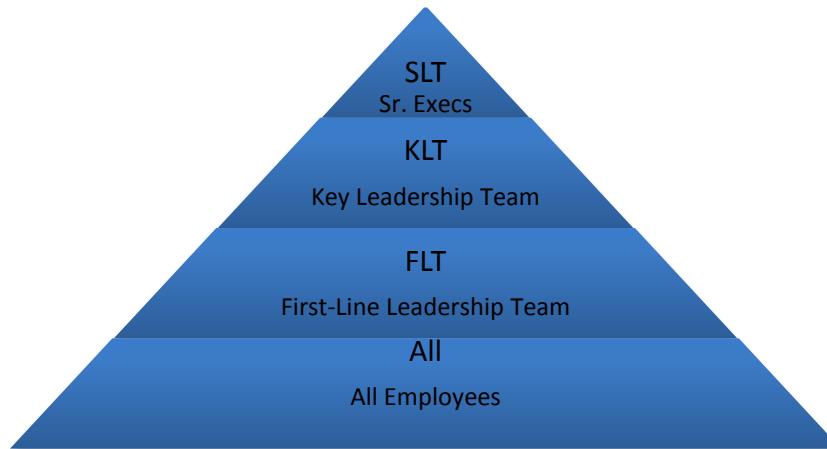 SLT
Sr. Execs
KLT
Key Leadership Team
FLT
First-Line Leadership Team
All
All Employees